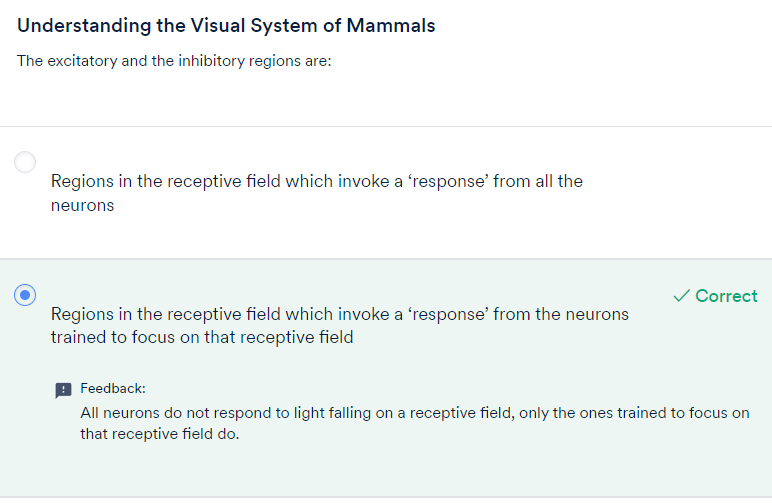 Understanding the Visual System of Mammals
The excitatory and the inhibitory regions are:
Regions in the receptive field which invoke a ‘response’ from all the
neurons
Correct
Regions in the receptive field which invoke a ‘response’ from the neurons
trained to focus on that receptive field
Feedback:
All neurons do not respond to light falling on a receptive field, only the ones trained to focus on
that receptive field do.